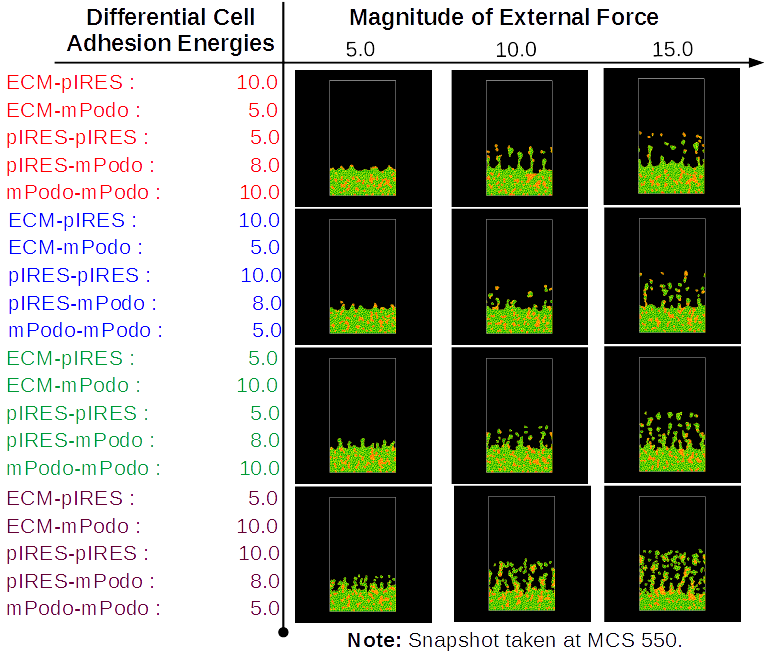 Differential Cell
Adhesion Energies
Magnitude of External Force
5.0 10.0 15.0
ECM-pIRES : 10.0
ECM-mPodo : 5.0
pIRES-pIRES : 5.0
pIRES-mPodo : 8.0
mPodo-mPodo : 10.0
ECM-pIRES : 10.0
ECM-mPodo : 5.0
pIRES-pIRES : 10.0
pIRES-mPodo : 8.0
mPodo-mPodo : 5.0
ECM-pIRES : 5.0
ECM-mPodo : 10.0
pIRES-pIRES : 5.0
pIRES-mPodo : 8.0
mPodo-mPodo : 10.0
ECM-pIRES : 5.0
ECM-mPodo : 10.0
pIRES-pIRES : 10.0
pIRES-mPodo : 8.0
mPodo-mPodo : 5.0
Note: Snapshot taken at MCS 550.